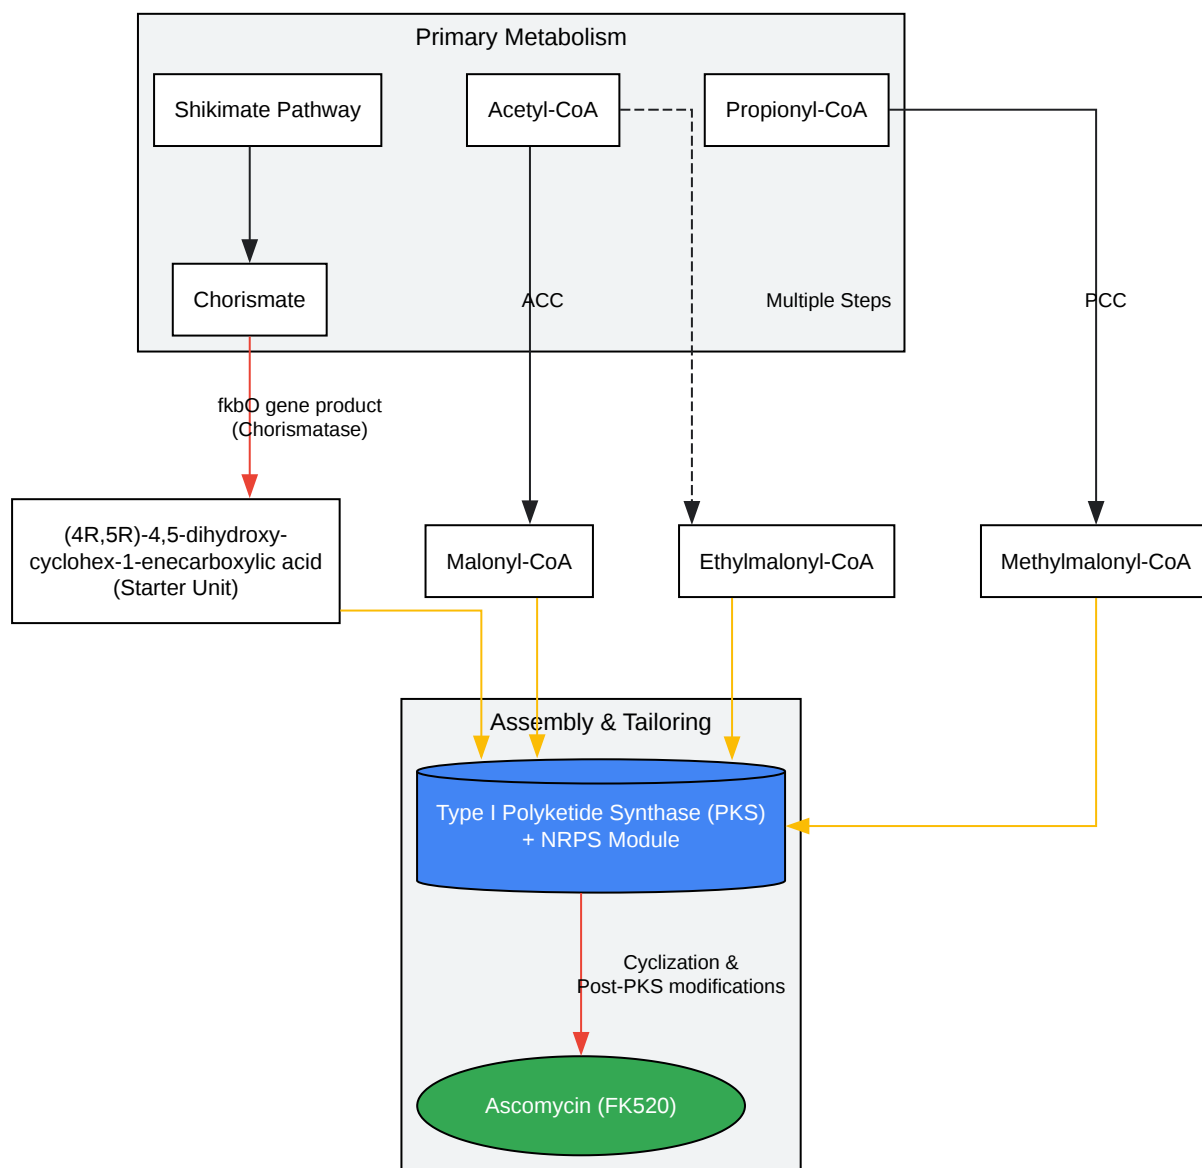 Primary Metabolism
Shikimate Pathway
Acetyl-CoA
Propionyl-CoA
Chorismate
ACC
Multiple Steps
PCC
fkbO gene product
(Chorismatase)
(4R,5R)-4,5-dihydroxy-
cyclohex-1-enecarboxylic acid
(Starter Unit)
Malonyl-CoA
Ethylmalonyl-CoA
Methylmalonyl-CoA
Assembly & Tailoring
Type I Polyketide Synthase (PKS)
+ NRPS Module
Cyclization &
Post-PKS modifications
Ascomycin (FK520)